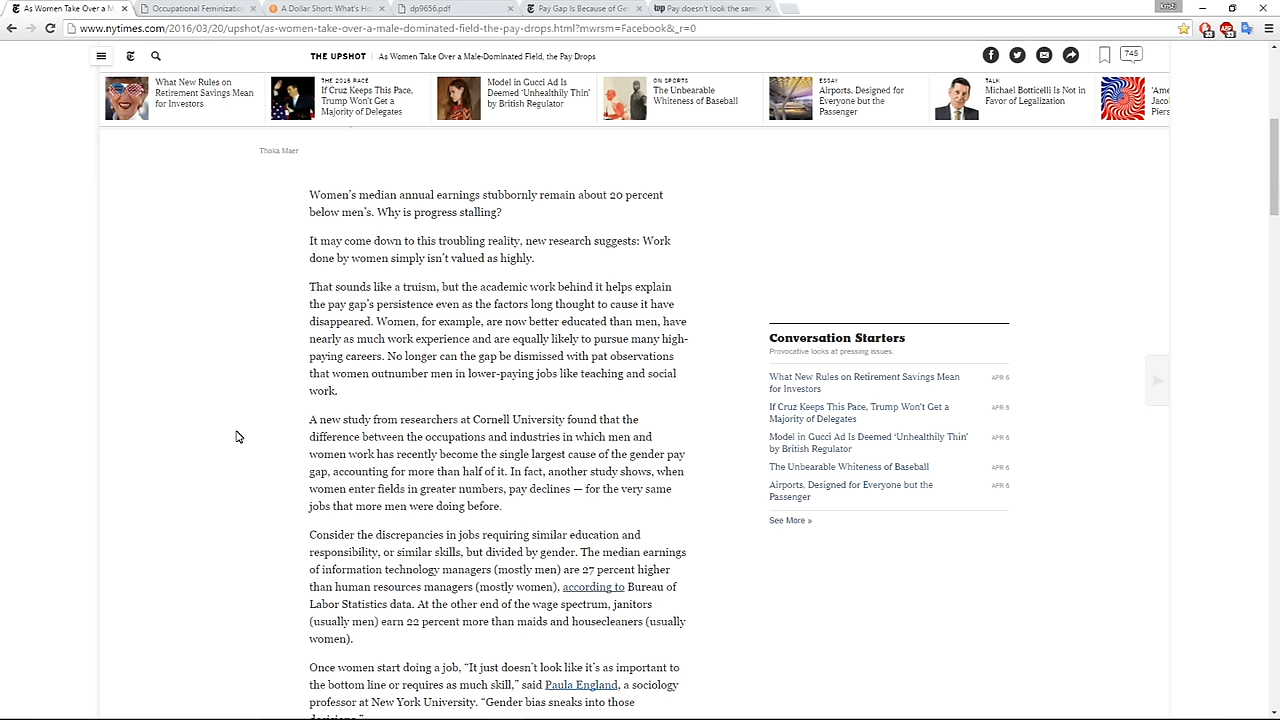 As Women Take Over a M
Occupational Feminizatio
A Dollar Short: What's Ho
dp9656.pdf
Pay Gap Is Because of Ge
Pay doesn't look the sam
www.nytimes.com/2016/03/20/upshot/as-women-take-over-a-male-dominated-field-the-pay-drops.html?mwrsm=Facebook&_r=0
THE UPSHOT | As Women Take Over a Male-Dominated Field, the Pay Drops
745
What New Rules on
Retirement Savings Mean
for Investors
THE 2016 RACE
If Cruz Keeps This Pace,
Trump Won't Get a
Majority of Delegates
Model in Gucci Ad Is
Deemed 'Unhealthily Thin'
by British Regulator
ON SPORTS
The Unbearable
Whiteness of Baseball
ESSAY
Airports, Designed for
Everyone but the
Passenger
TALK
Michael Botticelli Is Not in
Favor of Legalization
'Ame
Jaco
Piers
Thoka Maer
Women's median annual earnings stubbornly remain about 20 percent
below men's. Why is progress stalling?
It may come down to this troubling reality, new research suggests: Work
done by women simply isn't valued as highly.
That sounds like a truism, but the academic work behind it helps explain
the pay gap's persistence even as the factors long thought to cause it have
disappeared. Women, for example, are now better educated than men, have
nearly as much work experience and are equally likely to pursue many high-
paying careers. No longer can the gap be dismissed with pat observations
that women outnumber men in lower-paying jobs like teaching and social
work.
A new study from researchers at Cornell University found that the
difference between the occupations and industries in which men and
women work has recently become the single largest cause of the gender pay
gap, accounting for more than half of it. In fact, another study shows, when
women enter fields in greater numbers, pay declines — for the very same
jobs that more men were doing before.
Consider the discrepancies in jobs requiring similar education and
responsibility, or similar skills, but divided by gender. The median earnings
of information technology managers (mostly men) are 27 percent higher
than human resources managers (mostly women), according to Bureau of
Labor Statistics data. At the other end of the wage spectrum, janitors
(usually men) earn 22 percent more than maids and housecleaners (usually
women).
Once women start doing a job, “It just doesn't look like it's as important to
the bottom line or requires as much skill,” said Paula England, a sociology
professor at New York University. “Gender bias sneaks into those
decisions.”
Conversation Starters
Provocative looks at pressing issues.
What New Rules on Retirement Savings Mean
for Investors
APR 6
If Cruz Keeps This Pace, Trump Won't Get a
Majority of Delegates
APR 6
Model in Gucci Ad Is Deemed 'Unhealthily Thin'
by British Regulator
APR 6
The Unbearable Whiteness of Baseball
APR 6
Airports, Designed for Everyone but the
Passenger
APR 6
See More »